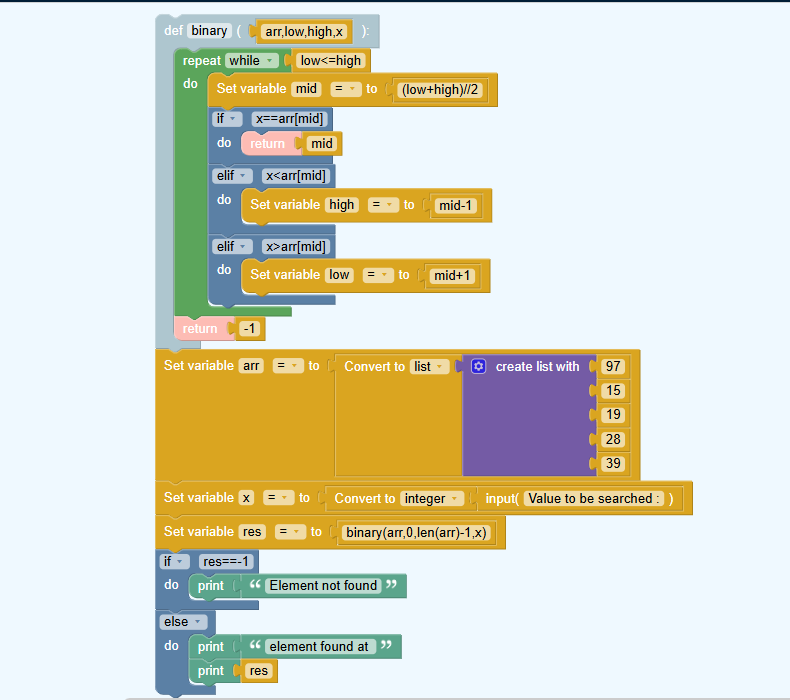 def binary ( arr,low,high,x ):
repeat while low<=high
do Set variable mid = to (low+high)//2
if x==arr[mid]
do return mid
elif x<arr[mid]
do Set variable high = to mid-1
elif x>arr[mid]
do Set variable low = to mid+1
return -1
Set variable arr = to Convert to list create list with 97
15
19
28
39
Set variable x = to Convert to integer input( Value to be searched : )
Set variable res = to binary(arr,0,len(arr)-1,x)
if res==-1
do print “ Element not found ”
else
do print “ element found at ”
print res